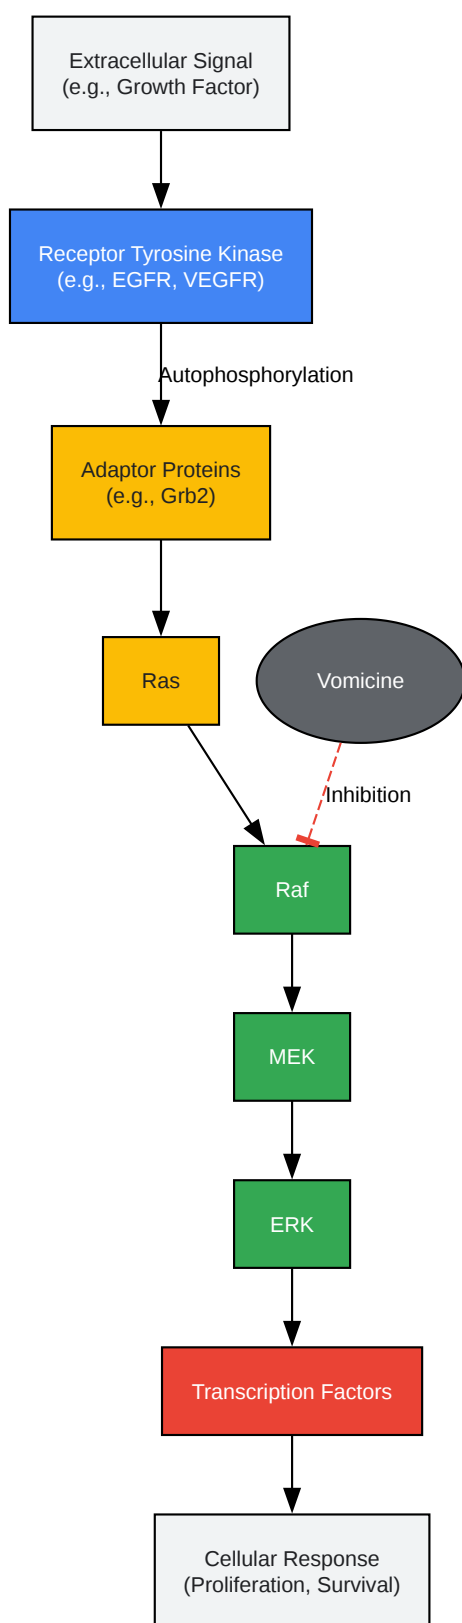 Extracellular Signal
(e.g., Growth Factor)
Receptor Tyrosine Kinase
(e.g., EGFR, VEGFR)
Autophosphorylation
Adaptor Proteins
(e.g., Grb2)
Ras
Vomicine
Inhibition
Raf
MEK
ERK
Transcription Factors
Cellular Response
(Proliferation, Survival)